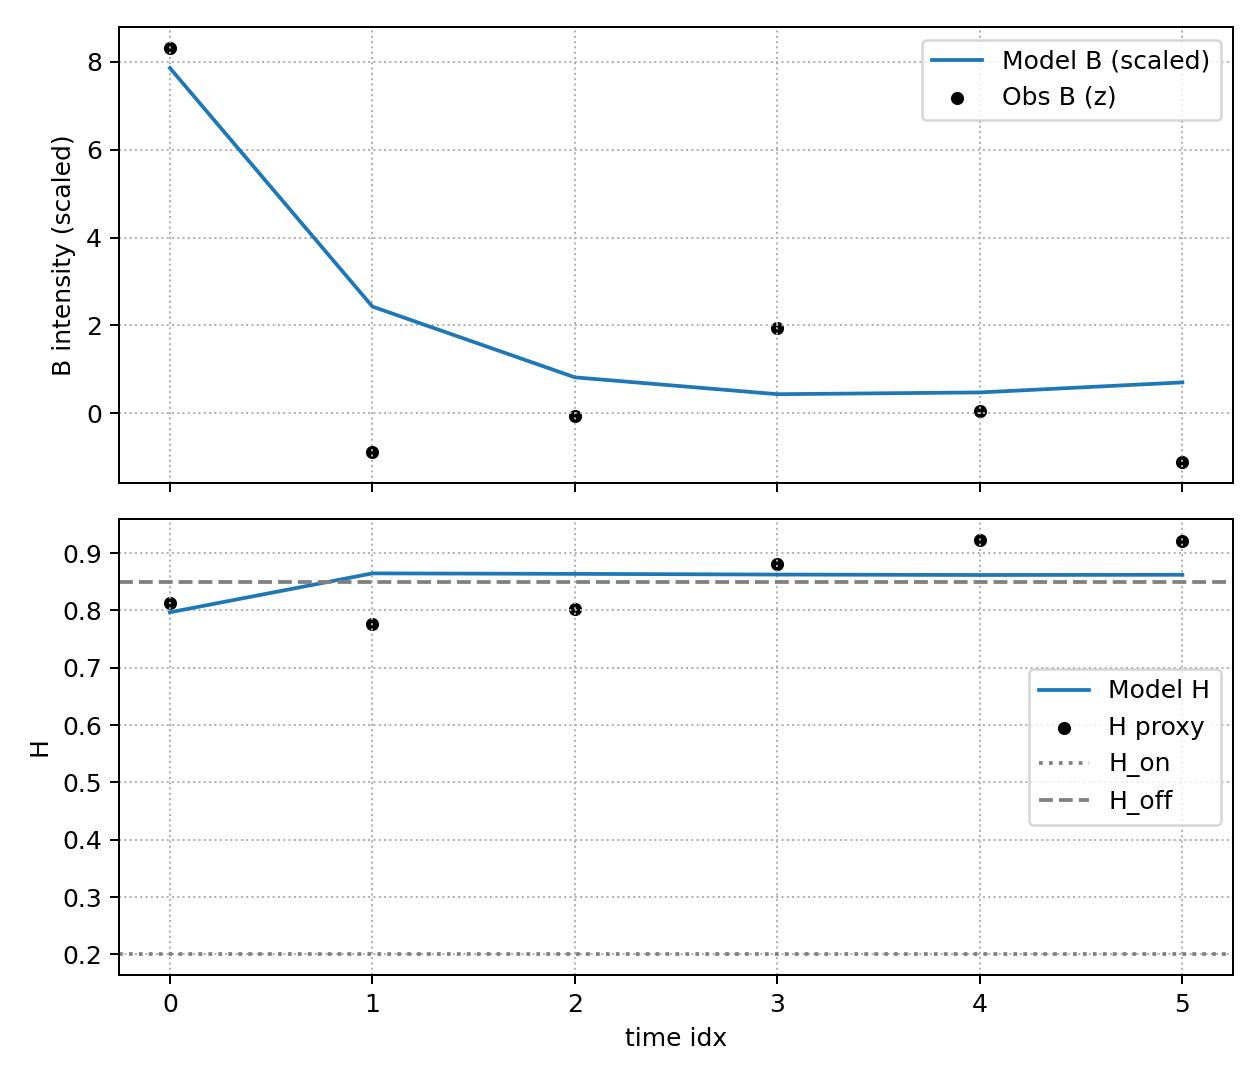 8
6
4
2
0
B intensity (scaled)
Model B (scaled)
Obs B (z)
0.9
0.8
0.7
0.6
0.5
0.4
0.3
0.2
H
Model H
H proxy
H_on
H_off
0 1 2 3 4 5
time idx